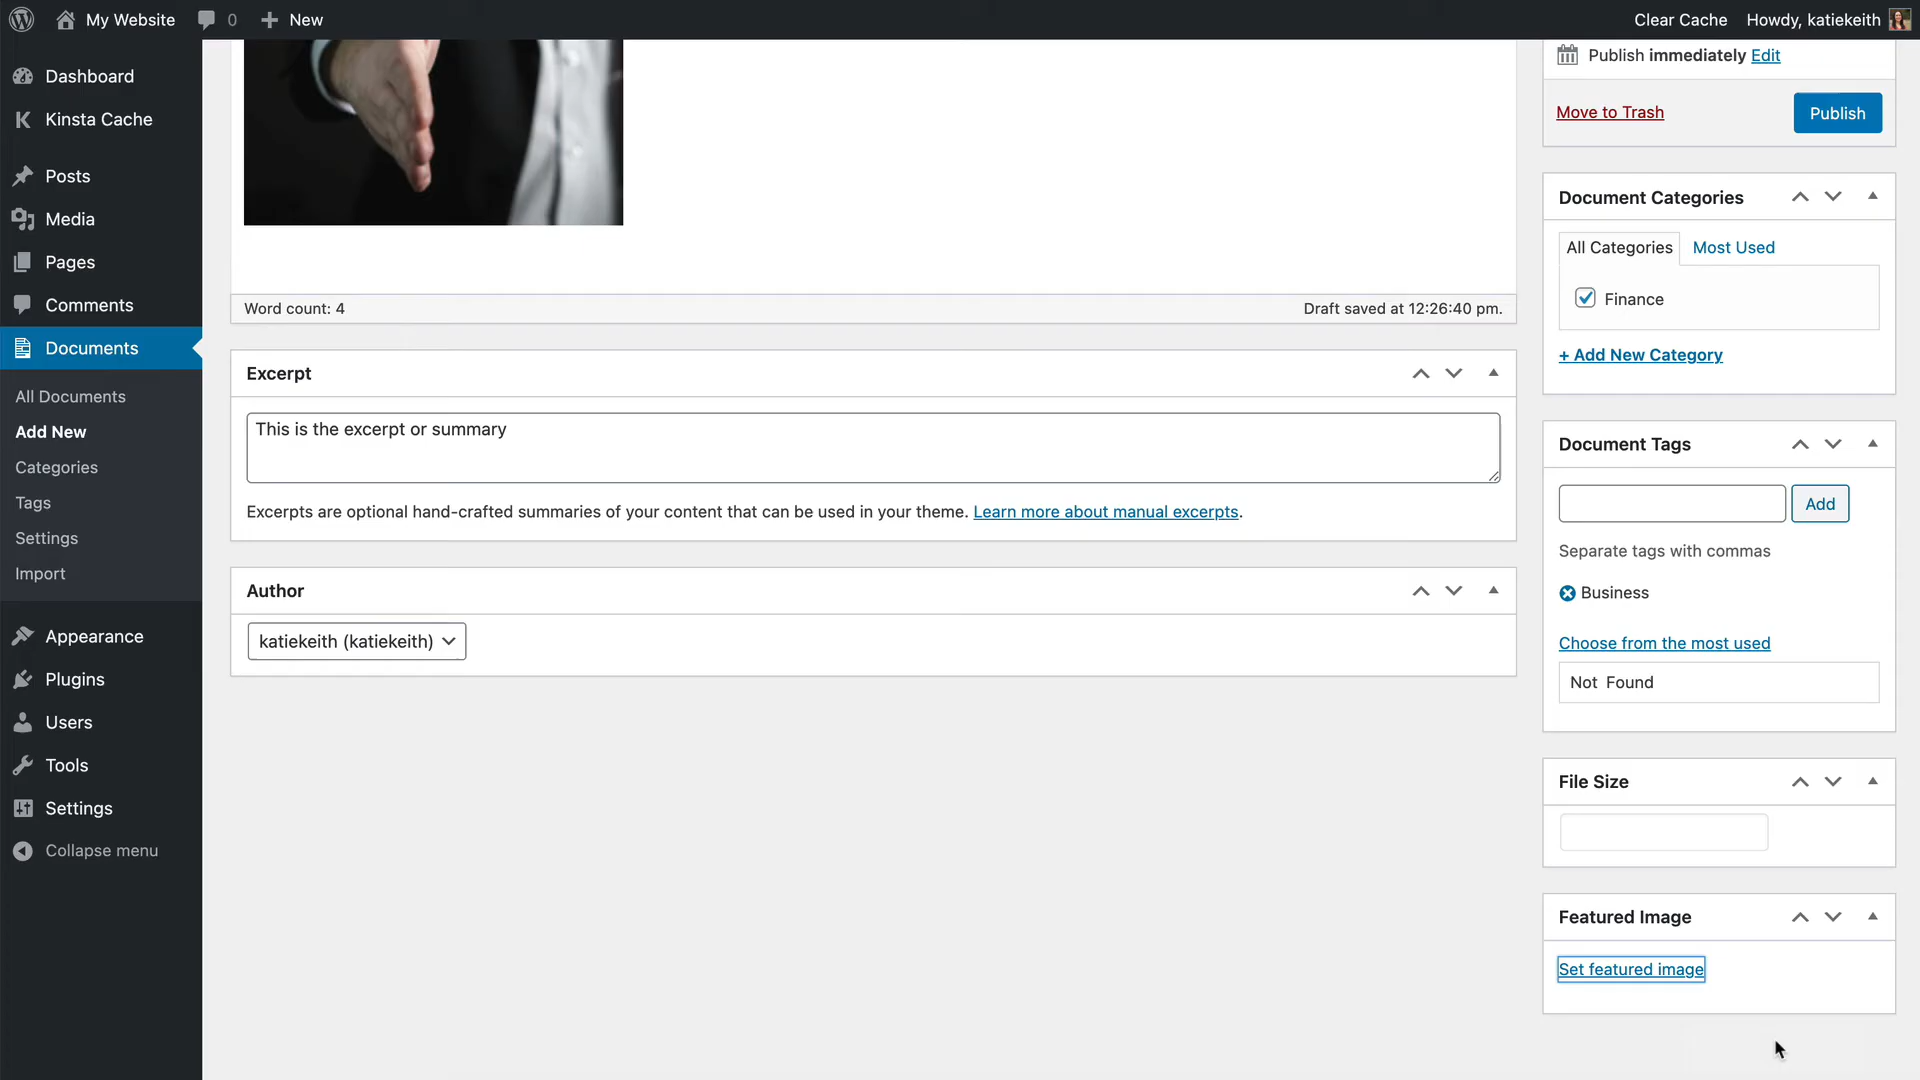 My Website
0
New
Clear Cache
Howdy, katiekeith
Dashboard
Kinsta Cache
Posts
Media
Pages
Comments
Documents
All Documents
Add New
Categories
Tags
Settings
Import
Appearance
Plugins
Users
Tools
Settings
Collapse menu
Word count: 4
Draft saved at 12:26:40 pm.
Excerpt
This is the excerpt or summary
Excerpts are optional hand-crafted summaries of your content that can be used in your theme. Learn more about manual excerpts.
Author
katiekeith (katiekeith)
Publish immediately Edit
Move to Trash
Publish
Document Categories
All Categories
Most Used
Finance
+ Add New Category
Document Tags
Add
Separate tags with commas
Business
Choose from the most used
Not Found
File Size
Featured Image
Set featured image